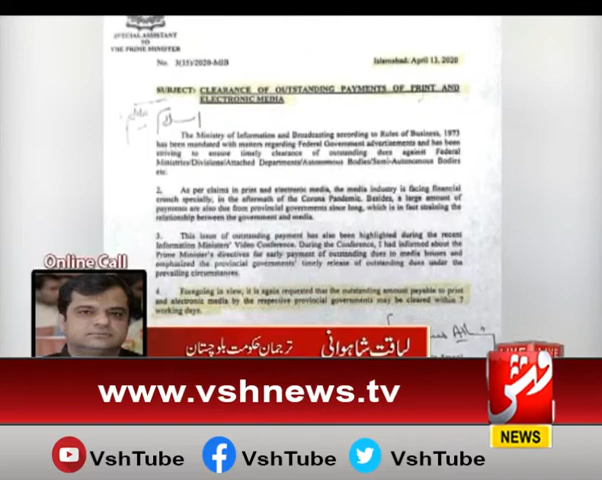 SPECIAL ASSISTANT
TO
THE PRIME MINISTER
No. 3(35)/2020-MIB
Islamabad: April 13, 2020
SUBJECT: CLEARANCE OF OUTSTANDING PAYMENTS OF PRINT AND
ELECTRONIC MEDIA
The Ministry of Information and Broadcasting according to Rules of Business, 1973
has been mandated with matters regarding Federal Government advertisements and has been
striving to ensure timely clearance of outstanding dues against Federal
Ministries/Divisions/Attached Departments/Autonomous Bodies/Semi-Autonomous Bodies
etc.
2. As per claims in print and electronic media, the media industry is facing financial
crunch specially, in the aftermath of the Corona Pandemic. Besides, a large amount of
payments are also due from provincial governments since long, which is in fact straining the
relationship between the government and media.
3. This issue of outstanding payment has also been highlighted during the recent
Information Ministers' Video Conference. During the Conference, I had informed about the
Prime Minister's directives for early payment of outstanding dues to media houses and
emphasized the provincial governments' timely release of outstanding dues under the
prevailing circumstances.
4. Foregoing in view, it is again requested that the outstanding amount payable to print
and electronic media by the respective provincial governments may be cleared within 7
working days.
Online Call
لیاقت شاہوانی ترجمان حکومت بلوچستان
www.vshnews.tv
LIVE
وش
NEWS
VshTube VshTube VshTube